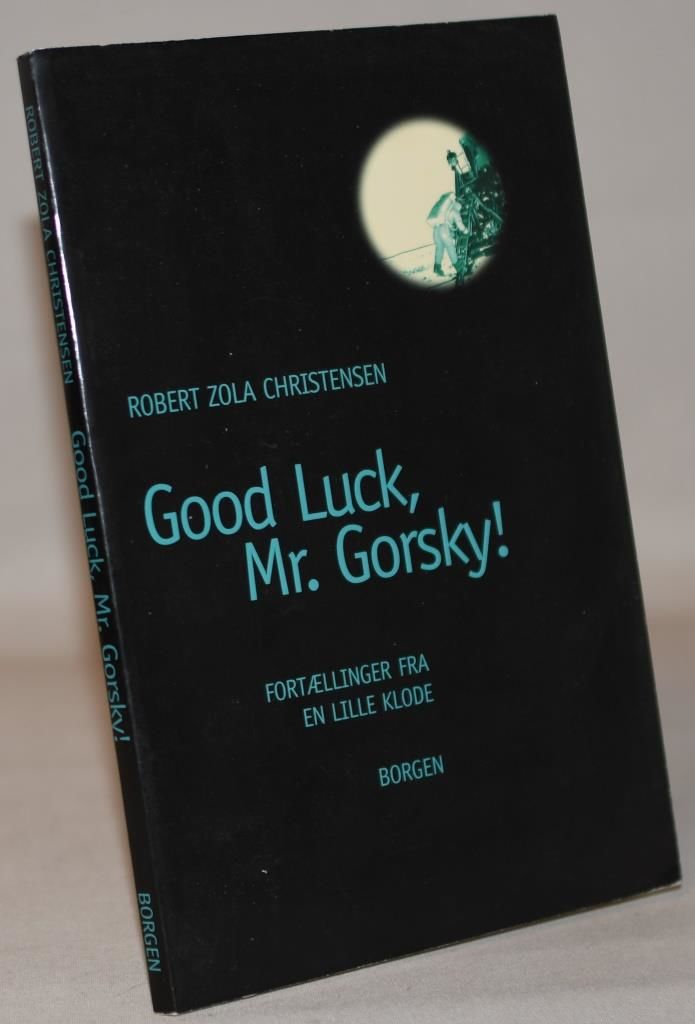 ROBERT ZOLA CHRISTENSEN
Good Luck,
Mr. Gorsky!
FORTÆLLINGER FRA
EN LILLE KLODE
BORGEN
ROBERT ZOLA CHRISTENSEN
Good Luck, Mr. Gorsky!
BORGEN